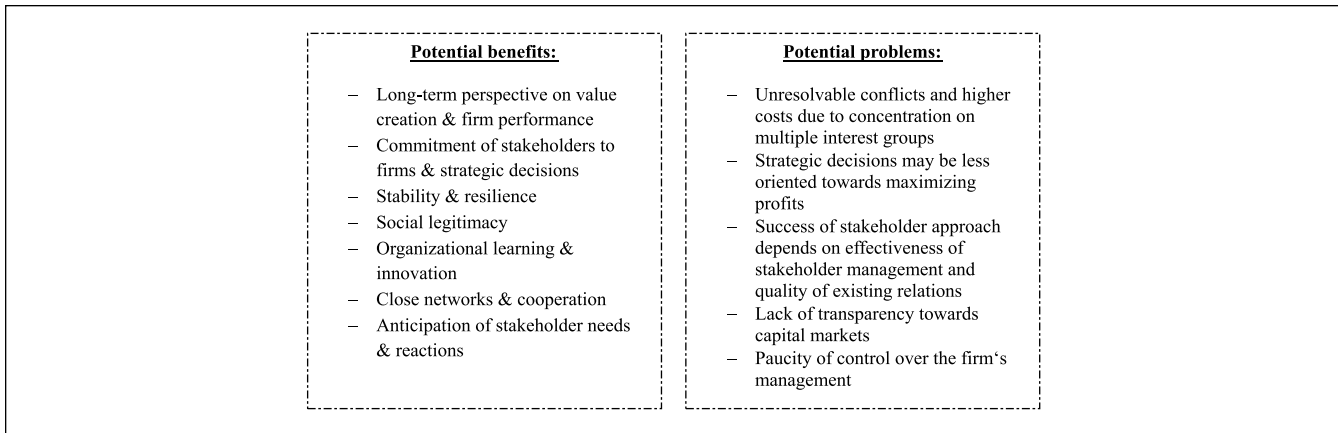 Potential benefits:
– Long-term perspective on value
creation & firm performance
– Commitment of stakeholders to
firms & strategic decisions
– Stability & resilience
– Social legitimacy
– Organizational learning &
innovation
– Close networks & cooperation
– Anticipation of stakeholder needs
& reactions
Potential problems:
– Unresolvable conflicts and higher
costs due to concentration on
multiple interest groups
– Strategic decisions may be less
oriented towards maximizing
profits
– Success of stakeholder approach
depends on effectiveness of
stakeholder management and
quality of existing relations
– Lack of transparency towards
capital markets
– Paucity of control over the firm‘s
management